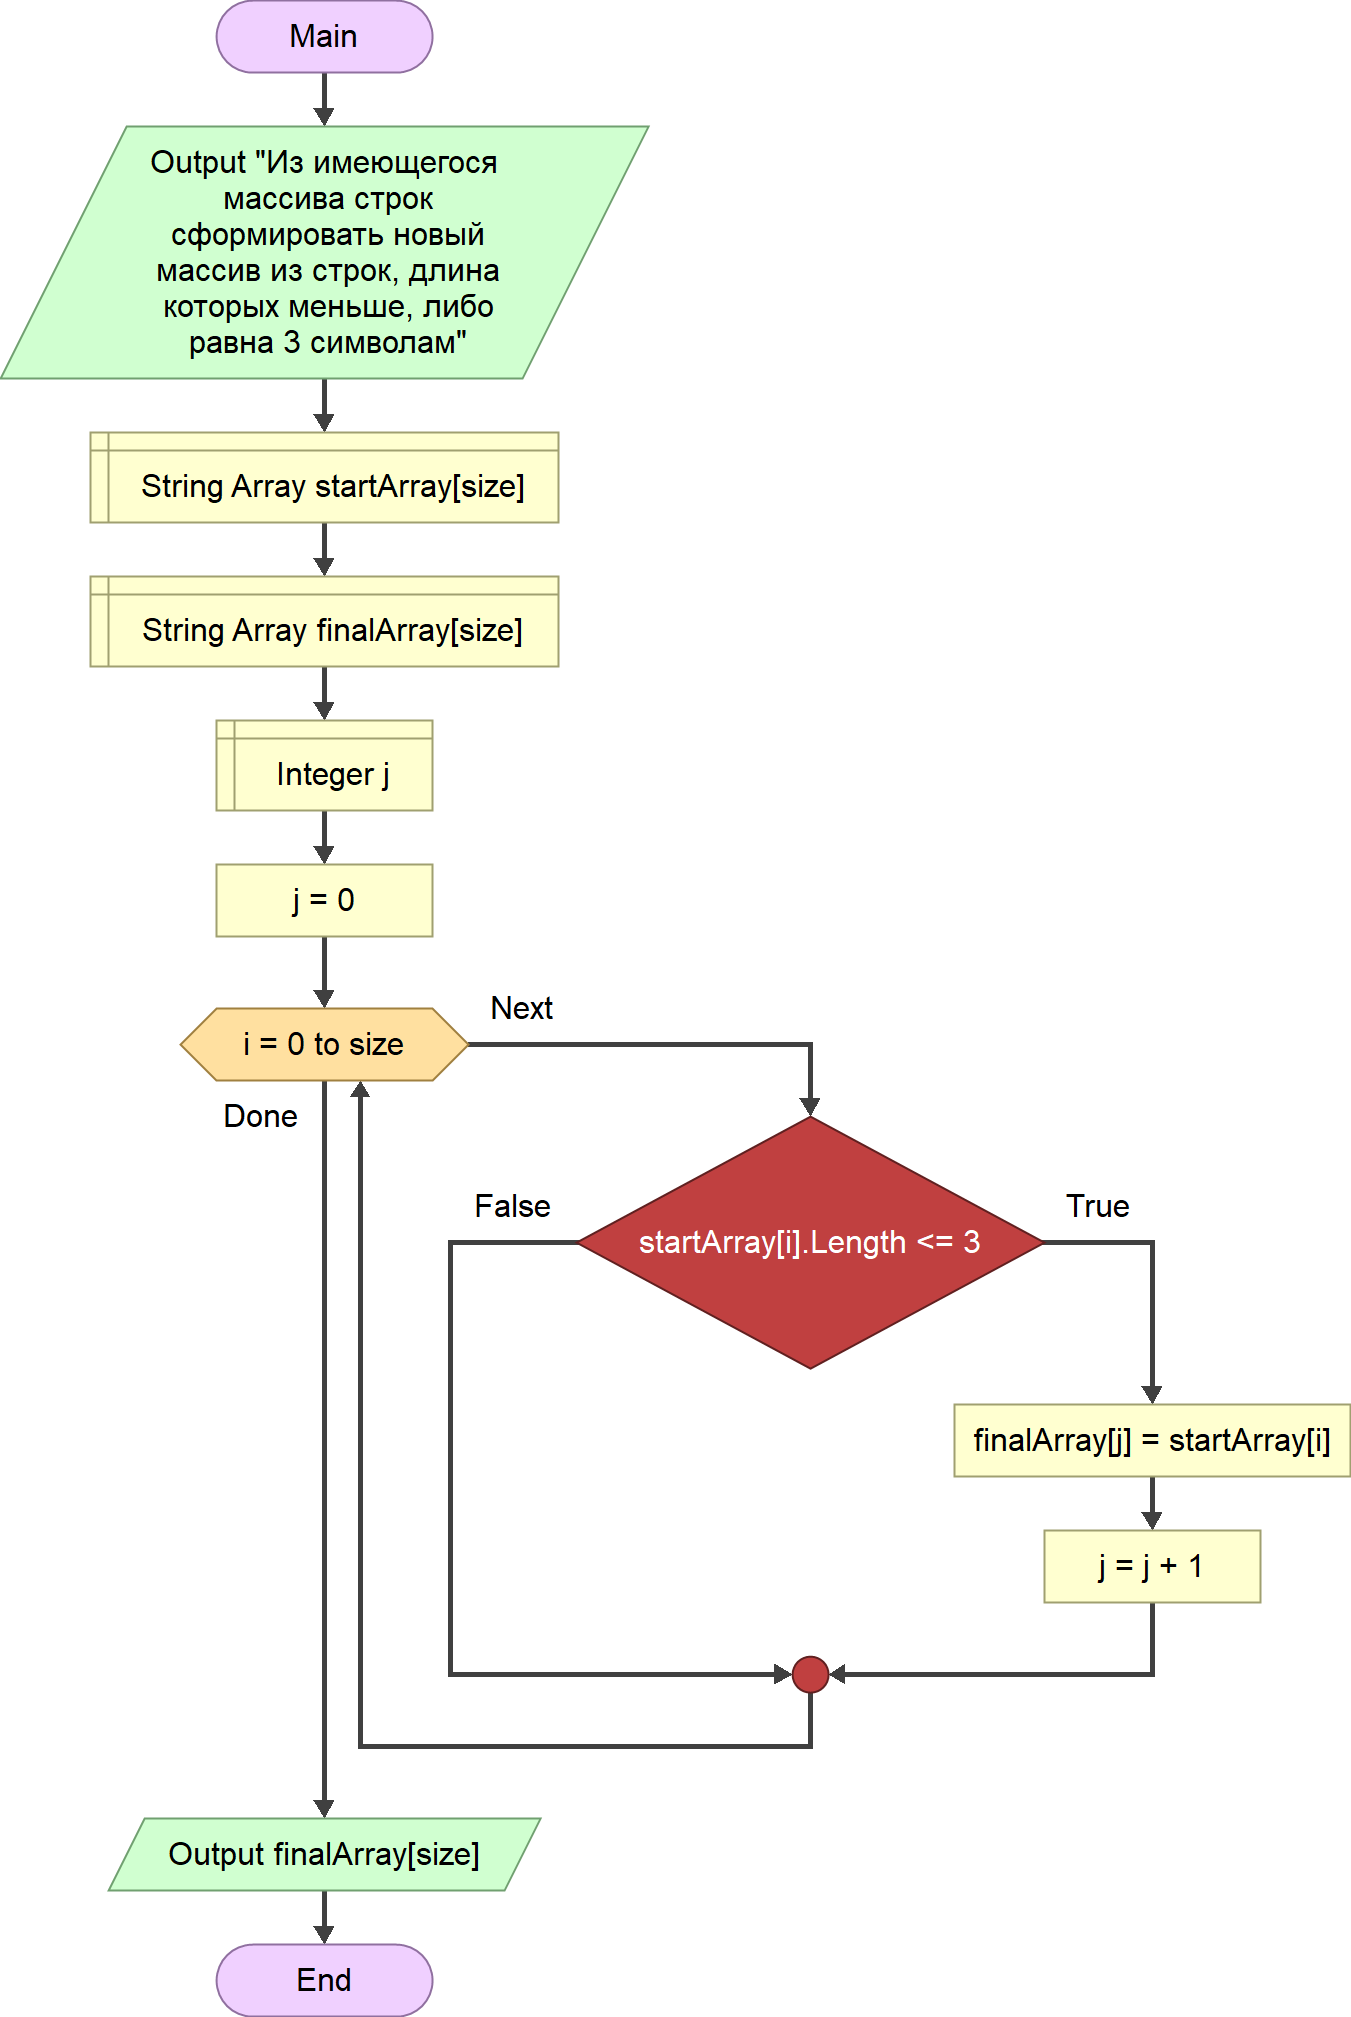 Main
Output "Из имеющегося
массива строк
сформировать новый
массив из строк, длина
которых меньше, либо
равна 3 символам"
String Array startArray[size]
String Array finalArray[size]
Integer j
j = 0
i = 0 to size
Next
Done
False
True
startArray[i].Length <= 3
finalArray[j] = startArray[i]
j = j + 1
Output finalArray[size]
End